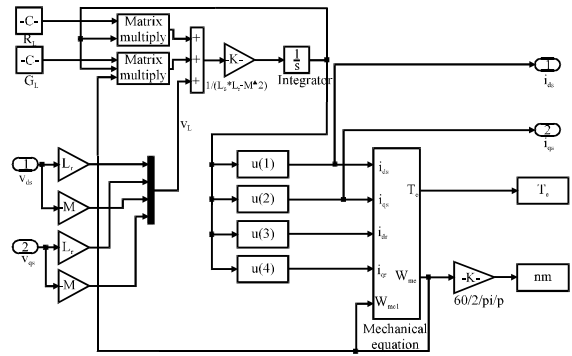 -C-
R_L
-C-
G_L
Matrix
multiply
Matrix
multiply
+
+
+
-K-
1/(L_s*L_r-M^2)
1
s
Integrator
1
i_ds
2
i_qs
v_L
1
v_ds
L_r
-M
2
v_qs
L_r
-M
u(1)
u(2)
u(3)
u(4)
i_ds
i_qs
i_ds
i_qr
W_me1
T_e
W_me
Mechanical
equation
T_e
-K-
60/2/pi/p
nm